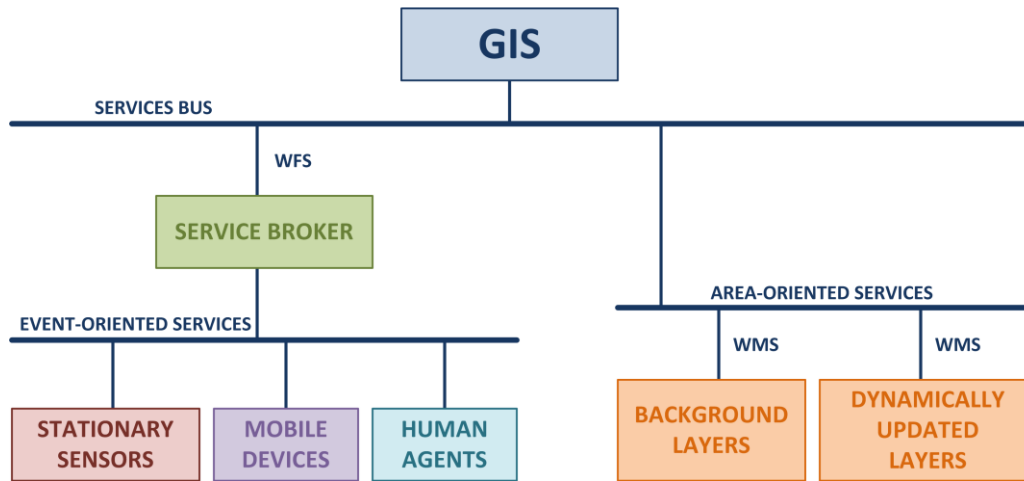 GIS
SERVICES BUS
WFS
SERVICE BROKER
AREA-ORIENTED SERVICES
EVENT-ORIENTED SERVICES
WMS
WMS
STATIONARY
SENSORS
MOBILE
DEVICES
HUMAN
AGENTS
BACKGROUND
LAYERS
DYNAMICALLY
UPDATED
LAYERS